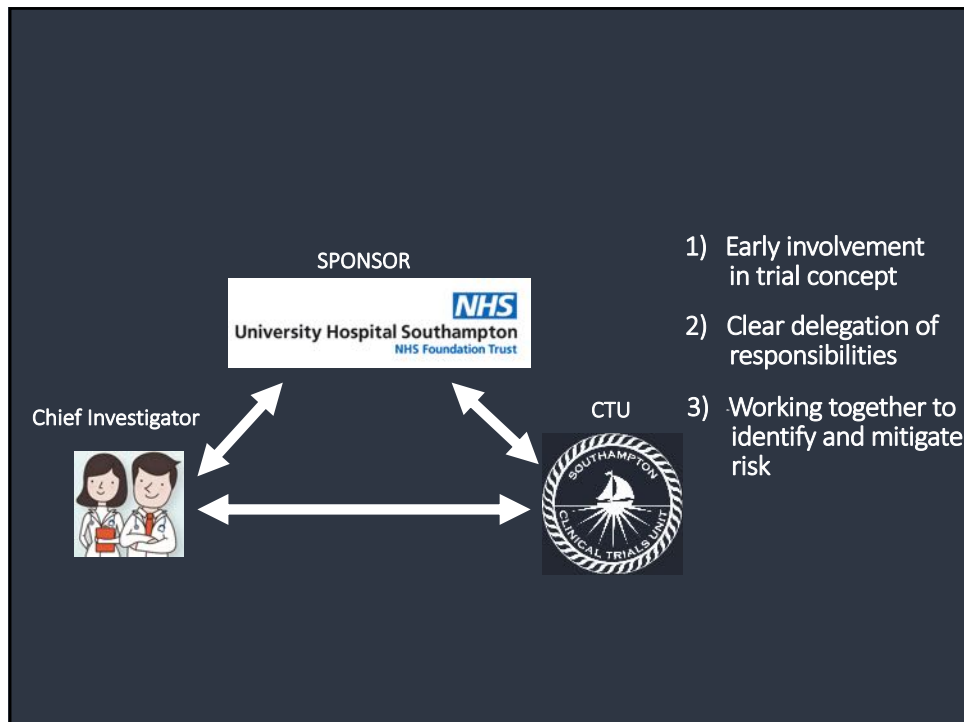 SPONSOR
NHS
University Hospital Southampton
NHS Foundation Trust
Chief Investigator
CTU
SOUTHAMPTON
CLINICAL TRIALS UNIT
1) Early involvement
in trial concept
2) Clear delegation of
responsibilities
3) Working together to
identify and mitigate
risk